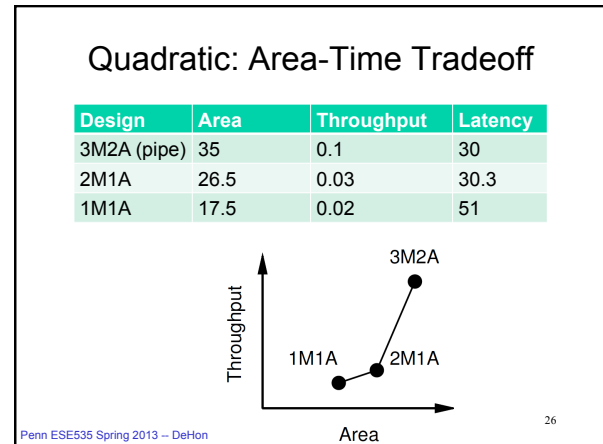 Quadratic: Area-Time Tradeoff
Design Area Throughput Latency
3M2A (pipe) 35 0.1 30
2M1A 26.5 0.03 30.3
1M1A 17.5 0.02 51
3M2A
Throughput
1M1A 2M1A
Area
Penn ESE535 Spring 2013 -- DeHon
26